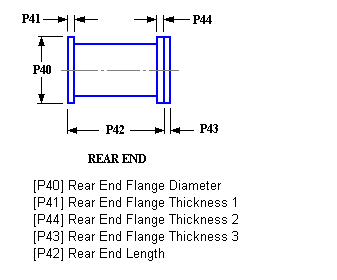 P41 P44
P40
P42 P43
REAR END
[P40] Rear End Flange Diameter
[P41] Rear End Flange Thickness 1
[P44] Rear End Flange Thickness 2
[P43] Rear End Flange Thickness 3
[P42] Rear End Length